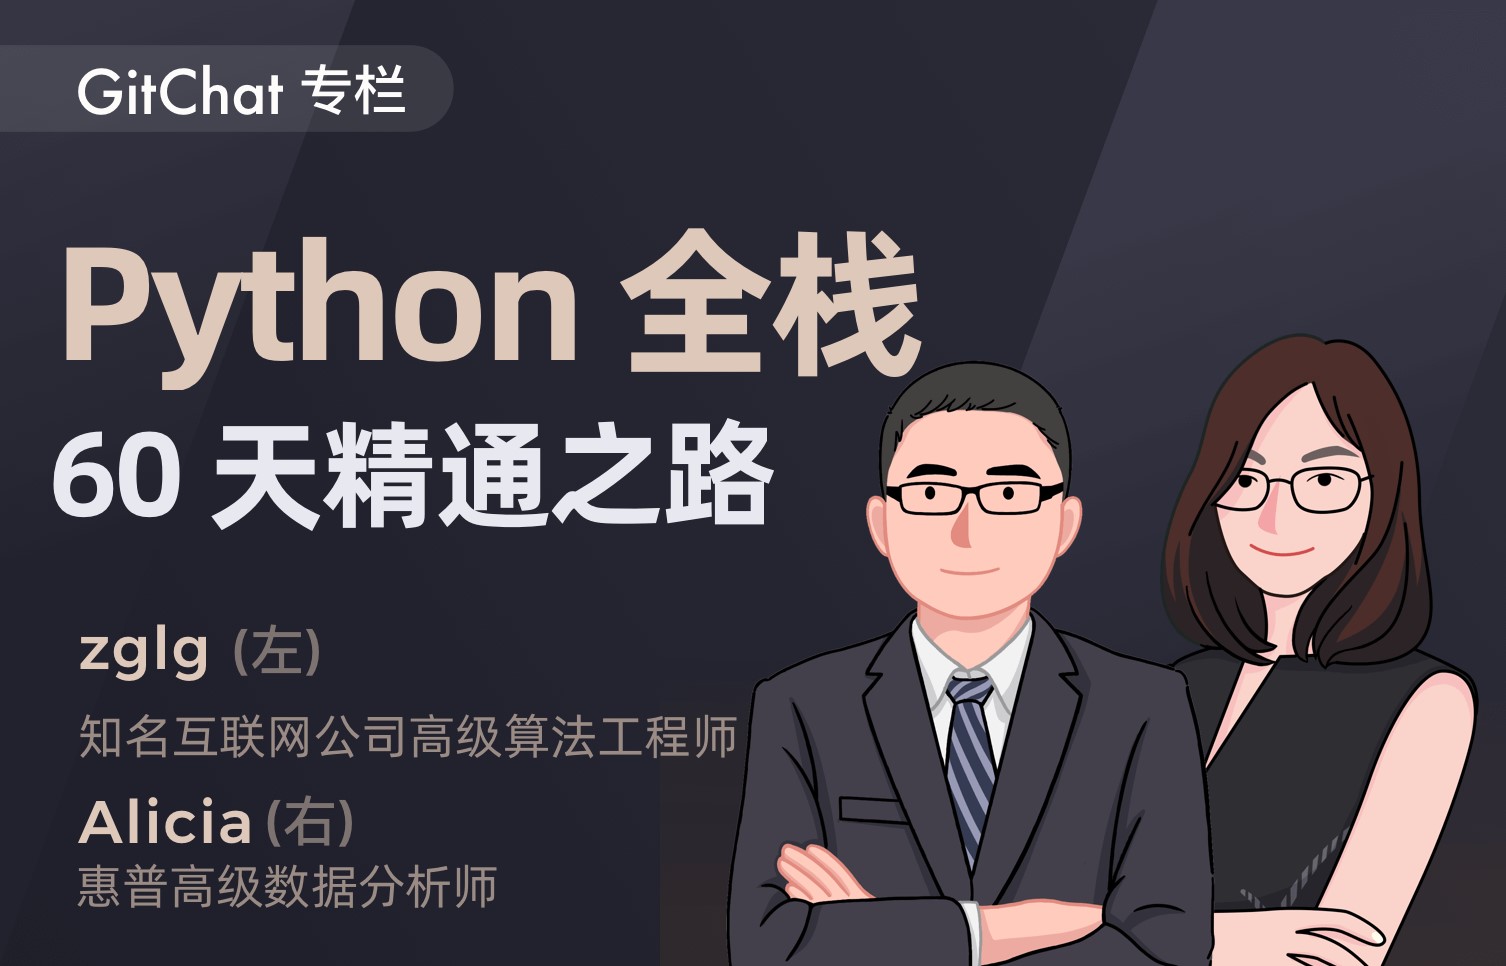 GitChat 专栏
Python 全栈
60 天精通之路
zglg (左)
知名互联网公司高级算法工程师
Alicia (右)
惠普高级数据分析师